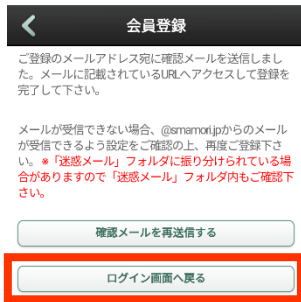 会員登録
ご登録のメールアドレス宛に確認メールを送信しまし
た。メールに記載されているURLへアクセスして登録を
完了して下さい。
メールが受信できない場合、@smamori.jpからのメール
が受信できるよう設定をご確認の上、再度ご登録下さ
い。※「迷惑メール」フォルダに振り分けられている場
合がありますので「迷惑メール」フォルダ内もご確認下
さい。
確認メールを再送信する
ログイン画面へ戻る